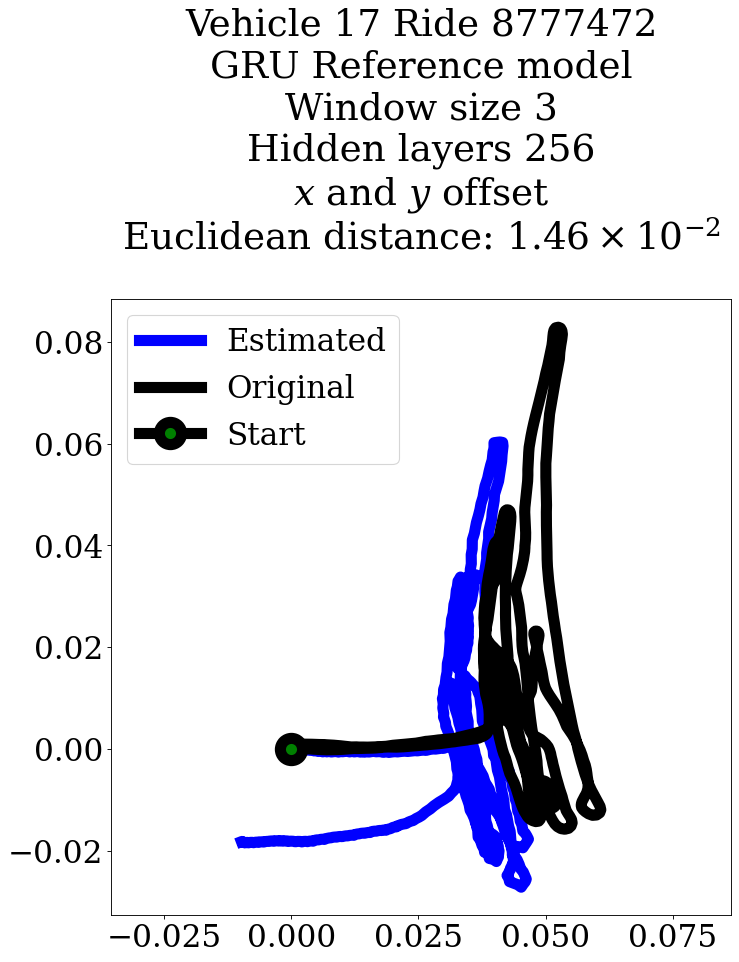 Vehicle 17 Ride 8777472
GRU Reference model
Window size 3
Hidden layers 256
x and y offset
Euclidean distance: 1.46 × 10⁻²
Estimated
Original
Start
0.08
0.06
0.04
0.02
0.00
−0.02
−0.025 0.000 0.025 0.050 0.075